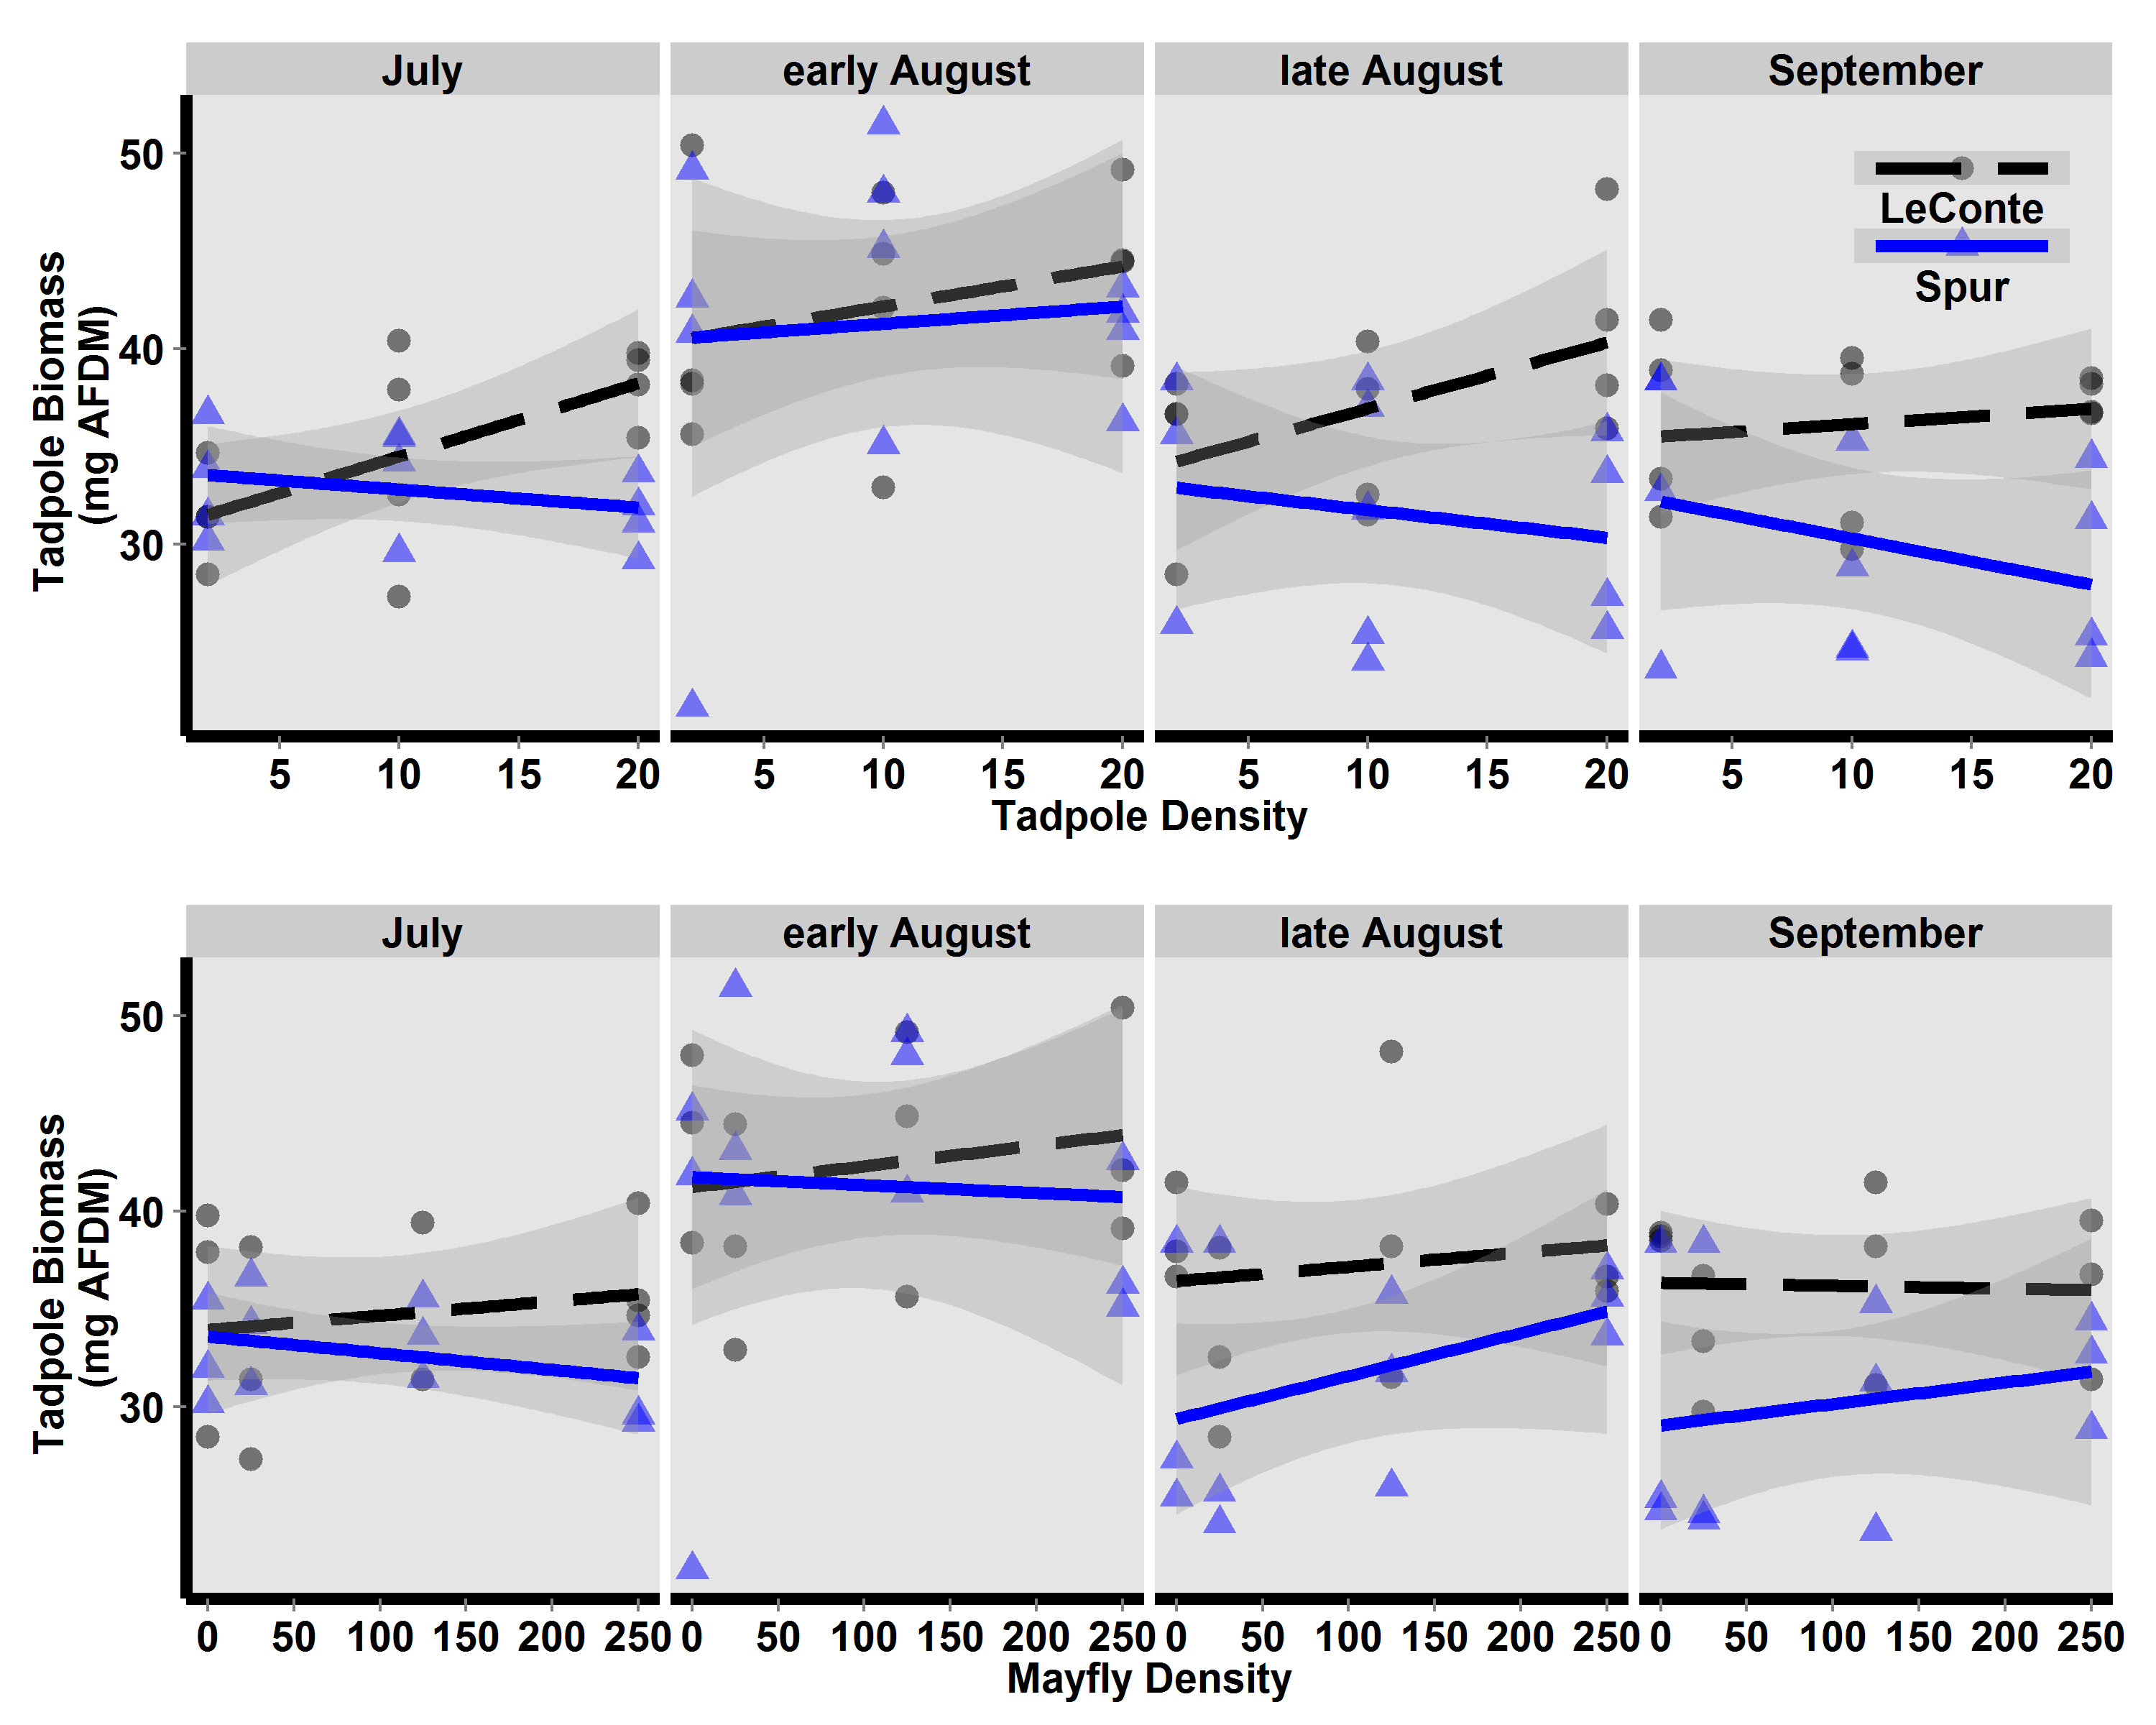 July early August late August September
50
40
30
Tadpole Biomass
(mg AFDM)
LeConte
Spur
5 10 15 20 5 10 15 20 5 10 15 20 5 10 15 20
Tadpole Density
July early August late August September
50
40
30
Tadpole Biomass
(mg AFDM)
0 50 100 150 200 250 0 50 100 150 200 250 0 50 100 150 200 250 0 50 100 150 200 250
Mayfly Density